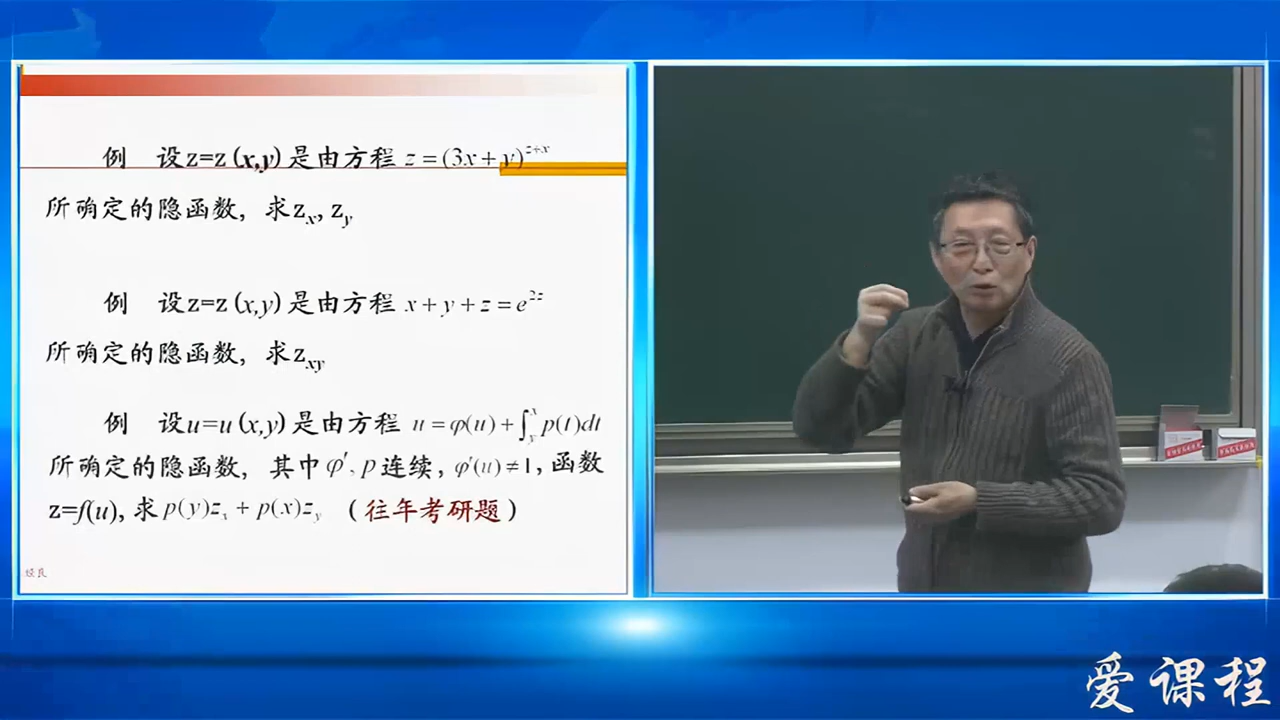 例 设z=z(x,y)是由方程 z=(3x+y)^{z+x}
所确定的隐函数, 求z_x, z_y
例 设z=z(x,y)是由方程 x+y+z=e^{2z}
所确定的隐函数, 求z_{xy}
例 设u=u(x,y)是由方程 u=φ(u)+∫_y^x p(t)dt
所确定的隐函数, 其中φ′, p连续, φ′(u)≠1, 函数
z=f(u), 求p(y)z_x+p(x)z_y (往年考研题)
爱课程